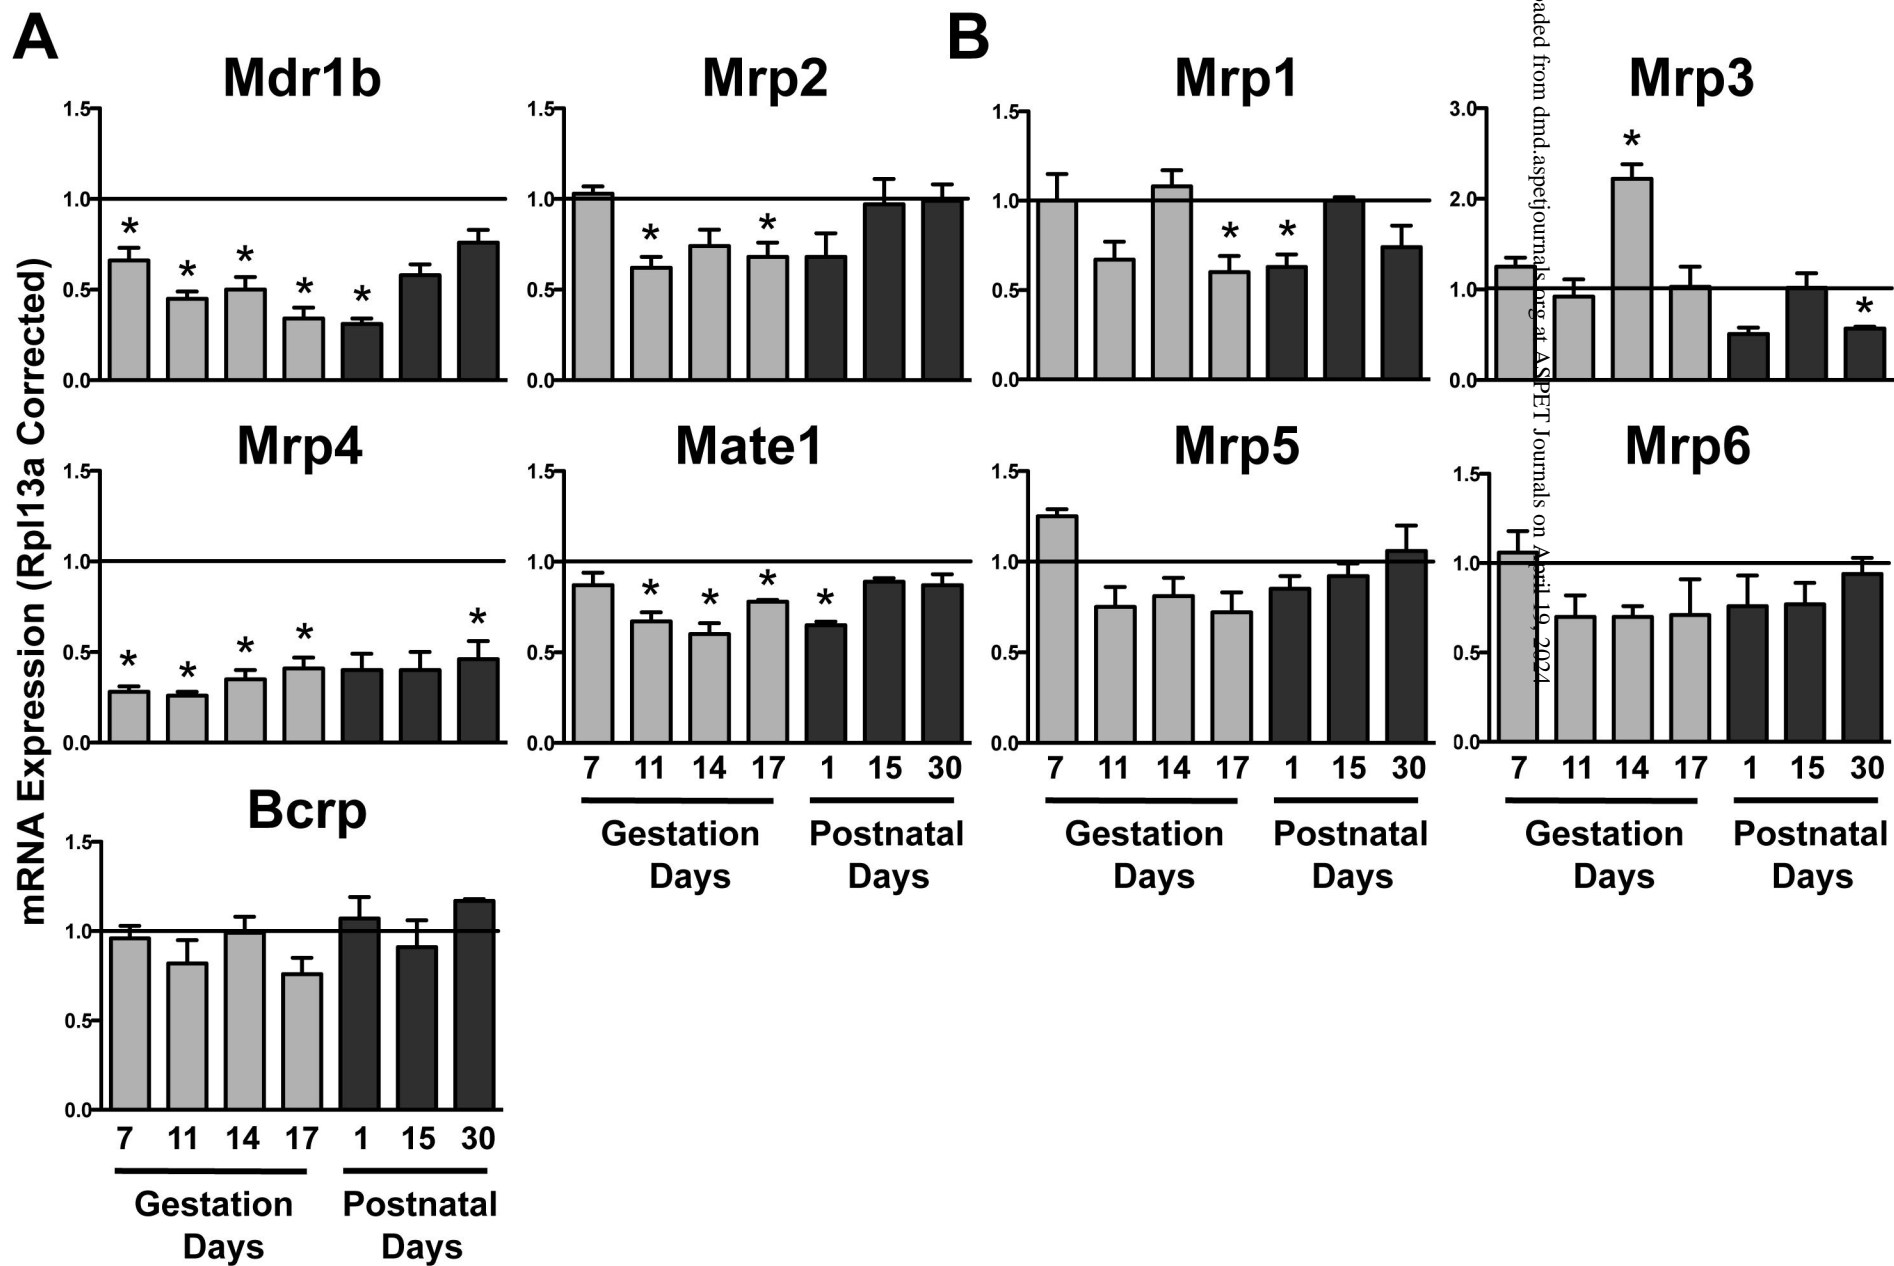 A
B
mRNA Expression (Rpl13a Corrected)
Mdr1b
1.5
1.0
0.5
0.0
* * * * *
Mrp2
1.5
1.0
0.5
0.0
* *
Mrp1
1.5
1.0
0.5
0.0
* *
Mrp3
3.0
2.0
1.0
0.0
* *
Mrp4
1.5
1.0
0.5
0.0
* * * * *
Mate1
1.5
1.0
0.5
0.0
* * * *
7 11 14 17 1 15 30
Gestation Days
Postnatal Days
Mrp5
1.5
1.0
0.5
0.0
7 11 14 17 1 15 30
Gestation Days
Postnatal Days
Mrp6
1.5
1.0
0.5
0.0
7 11 14 17 1 15 30
Gestation Days
Postnatal Days
Bcrp
1.5
1.0
0.5
0.0
7 11 14 17 1 15 30
Gestation Days
Postnatal Days
aded from dmd.aspetjournals.org at ASPET Journals on April 19, 2024